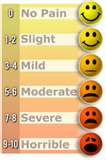 0 No Pain
1-2 Slight
3-4 Mild
5-6 Moderate
7-8 Severe
9-10 Horrible